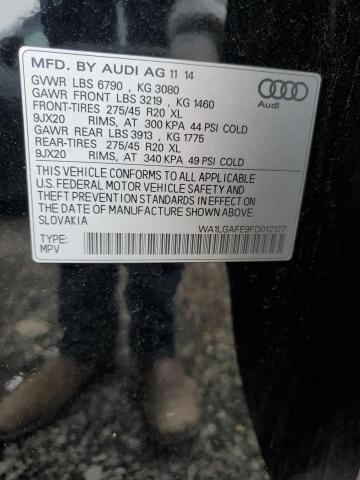 MFD. BY AUDI AG 11 14
GVWR LBS 6790 , KG 3080
GAWR FRONT LBS 3219 , KG 1460
FRONT-TIRES 275/45 R20 XL
9JX20 RIMS, AT 300 KPA 44 PSI COLD
GAWR REAR LBS 3913 , KG 1775
REAR-TIRES 275/45 R20 XL
9JX20 RIMS, AT 340 KPA 49 PSI COLD
Audi
THIS VEHICLE CONFORMS TO ALL APPLICABLE
U.S. FEDERAL MOTOR VEHICLE SAFETY AND
THEFT PREVENTION STANDARDS IN EFFECT ON
THE DATE OF MANUFACTURE SHOWN ABOVE.
SLOVAKIA
WA1LGAFE9FD012127
TYPE:
MPV